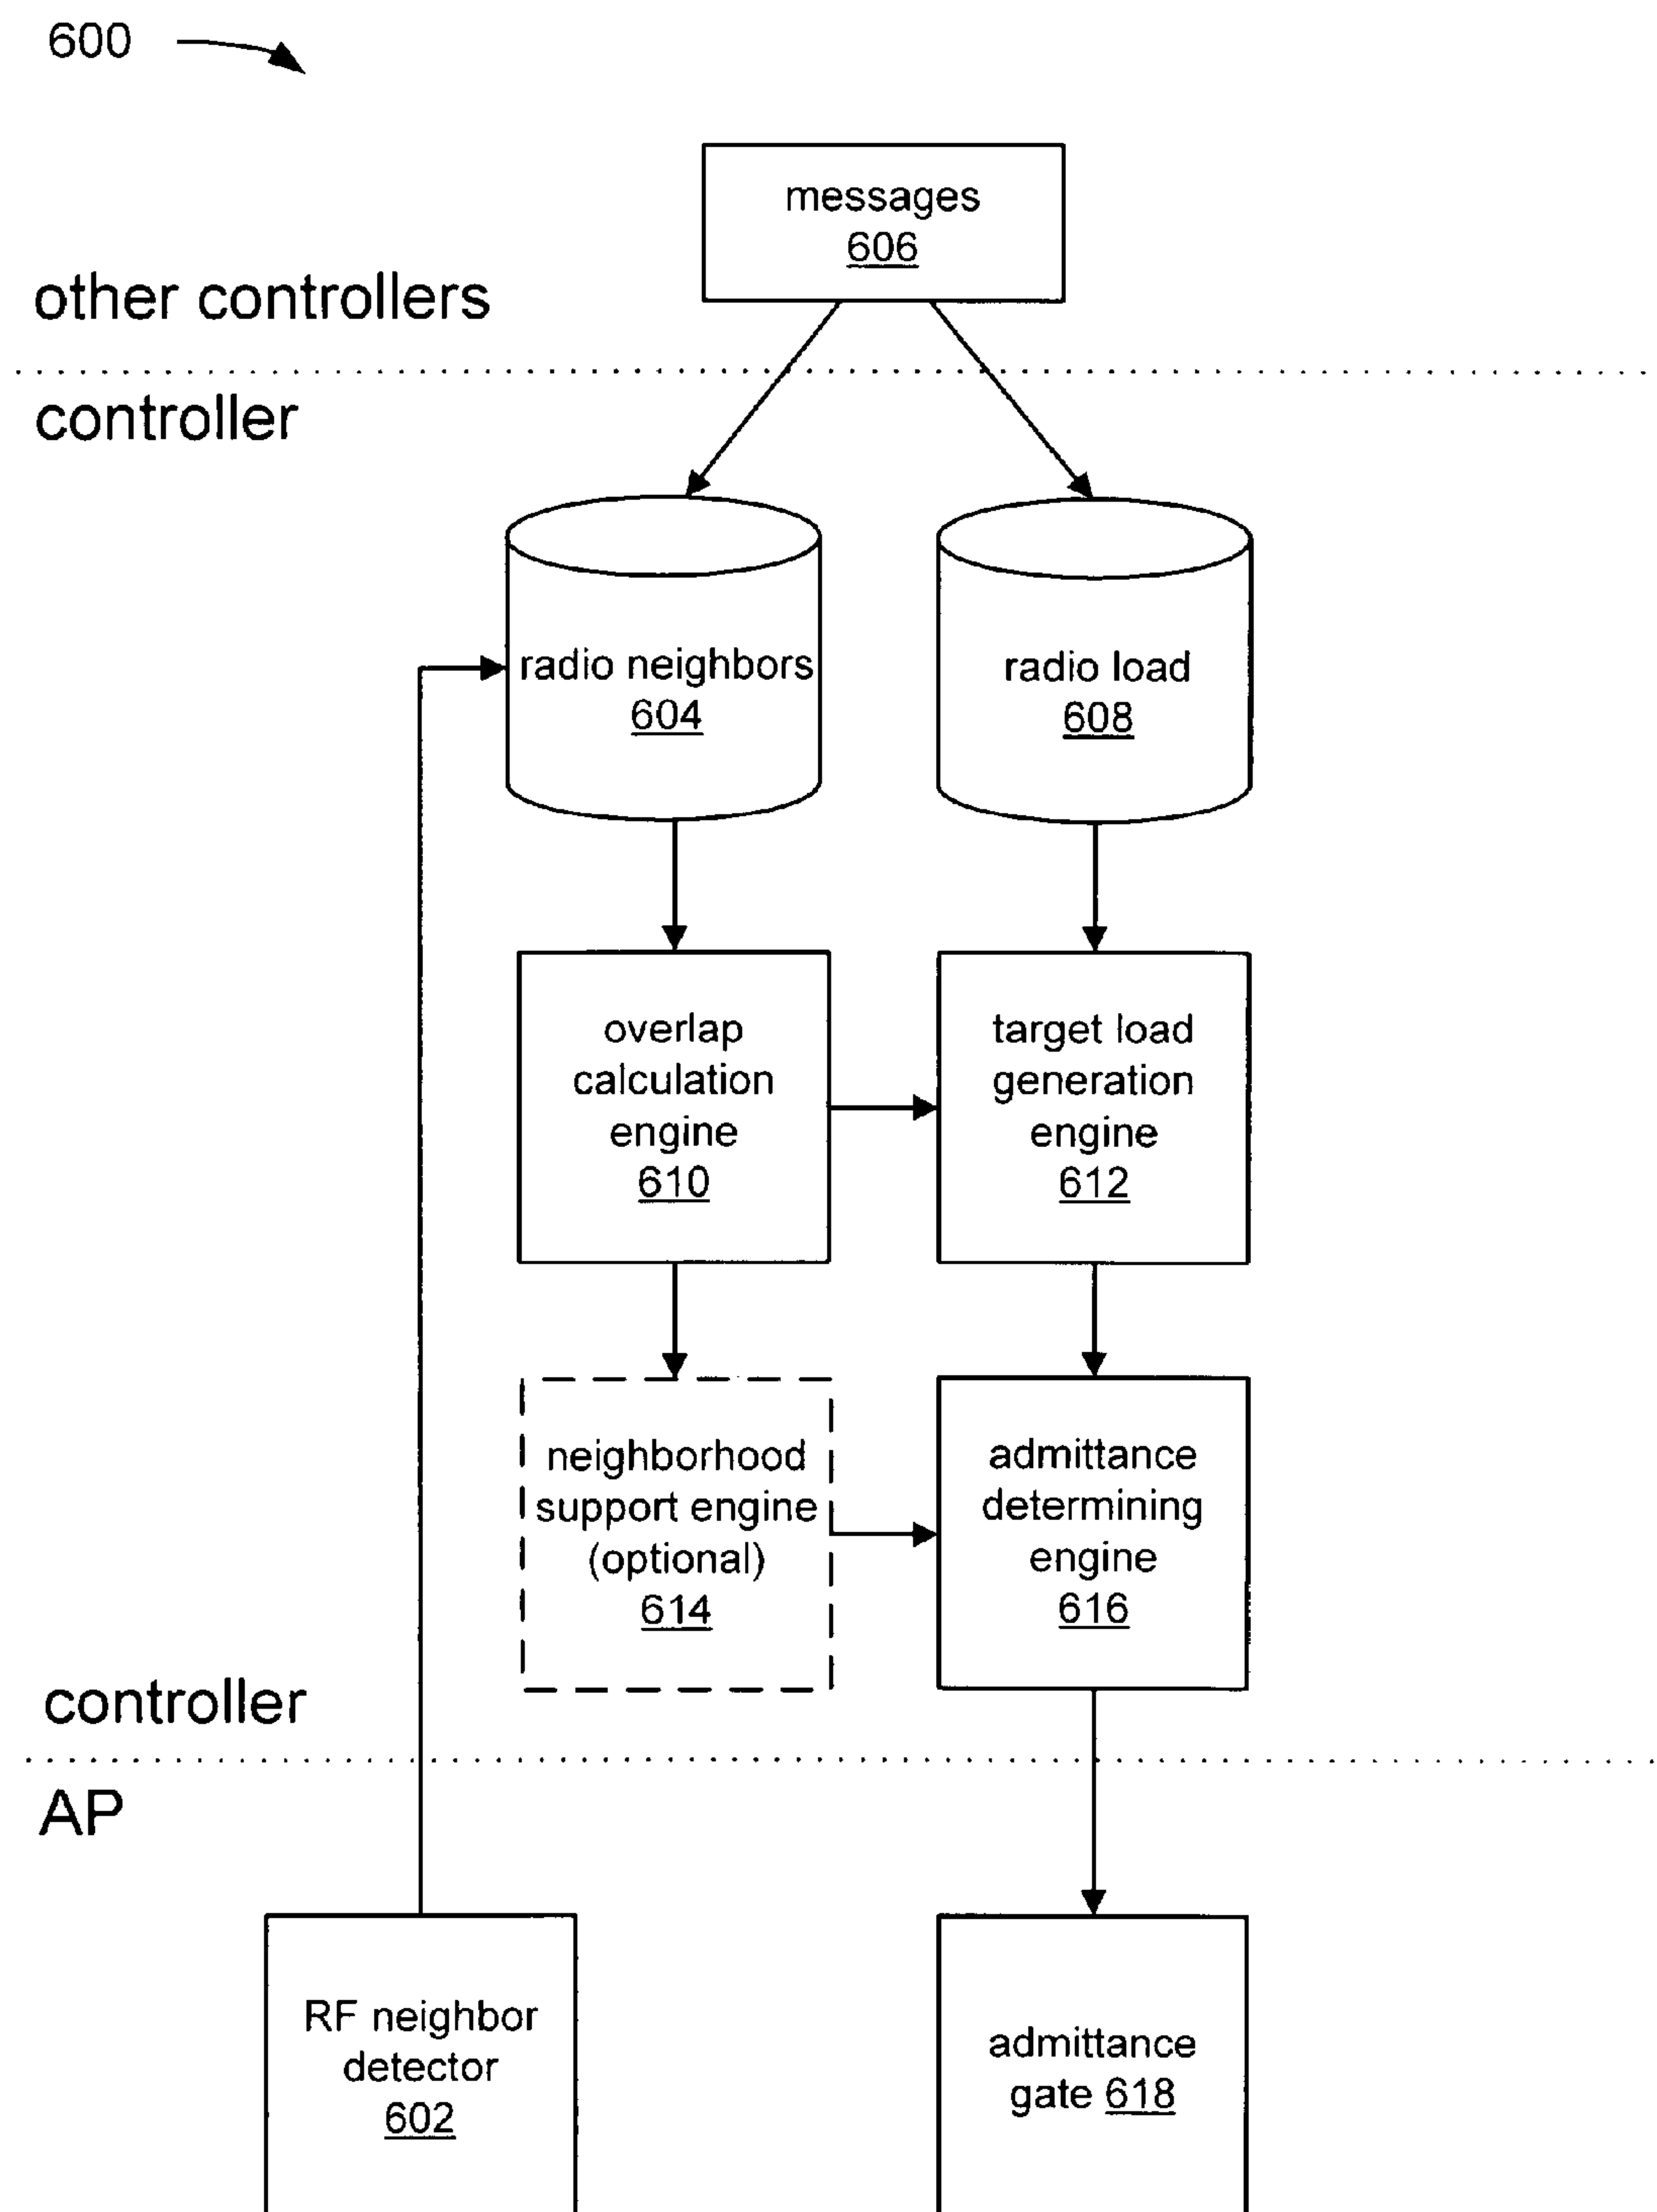 600
messages
606
other controllers
controller
radio neighbors
604
radio load
608
overlap
calculation
engine
610
target load
generation
engine
612
neighborhood
support engine
(optional)
614
admittance
determining
engine
616
controller
AP
RF neighbor
detector
602
admittance
gate 618